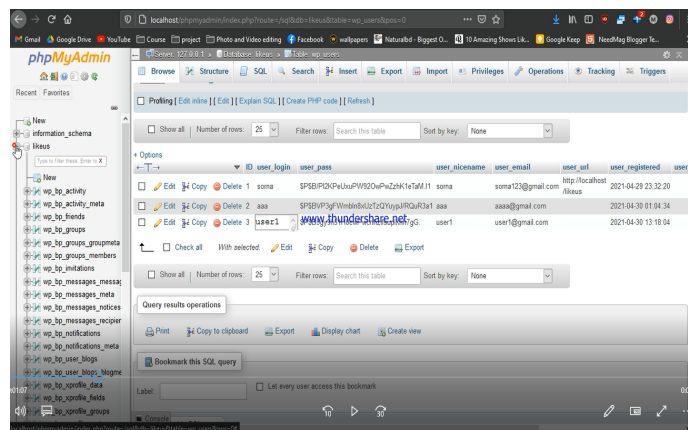 localhost/phpmyadmin/index.php?route=/sql&db=likeus&table=wp_users&pos=0
Gmail Google Drive YouTube Course project Photo and Video editing Facebook wallpapers Naturalbd - Biggest O... 10 Amazing Shows Lik... Google Keep NeedMag Blogger Te...
phpMyAdmin
Recent Favorites
New
information_schema
likeus
Type to filter these, Enter to X
New
wp_bp_activity
wp_bp_activity_meta
wp_bp_friends
wp_bp_groups
wp_bp_groups_groupmeta
wp_bp_groups_members
wp_bp_invitations
wp_bp_messages_messag
wp_bp_messages_meta
wp_bp_messages_notices
wp_bp_messages_recipier
wp_bp_notifications
wp_bp_notifications_meta
wp_bp_user_blogs
wp_bp_user_blogs_blogme
wp_bp_xprofile_data
wp_bp_xprofile_fields
wp_bp_xprofile_groups
Server: 127.0.0.1 » Database: likeus » Table: wp_users
Browse Structure SQL Search Insert Export Import Privileges Operations Tracking Triggers
Profiling [ Edit inline ] [ Edit ] [ Explain SQL ] [ Create PHP code ] [ Refresh ]
Show all Number of rows: 25 Filter rows: Search this table Sort by key: None
+ Options
←T→ ID user_login user_pass user_nicename user_email user_url user_registered user
Edit Copy Delete 1 soma soma soma123@gmail.com http://localhost/likeus 2021-04-29 23:32:20
Edit Copy Delete 2 aaa aaa aaaa@gmail.com 2021-04-30 01:04:34
Edit Copy Delete 3 user1 user1 user1@gmail.com 2021-04-30 13:18:04
www.thundershare.net
Check all With selected: Edit Copy Delete Export
Show all Number of rows: 25 Filter rows: Search this table Sort by key: None
Query results operations
Print Copy to clipboard Export Display chart Create view
Bookmark this SQL query
Label: Let every user access this bookmark
Console
10 30